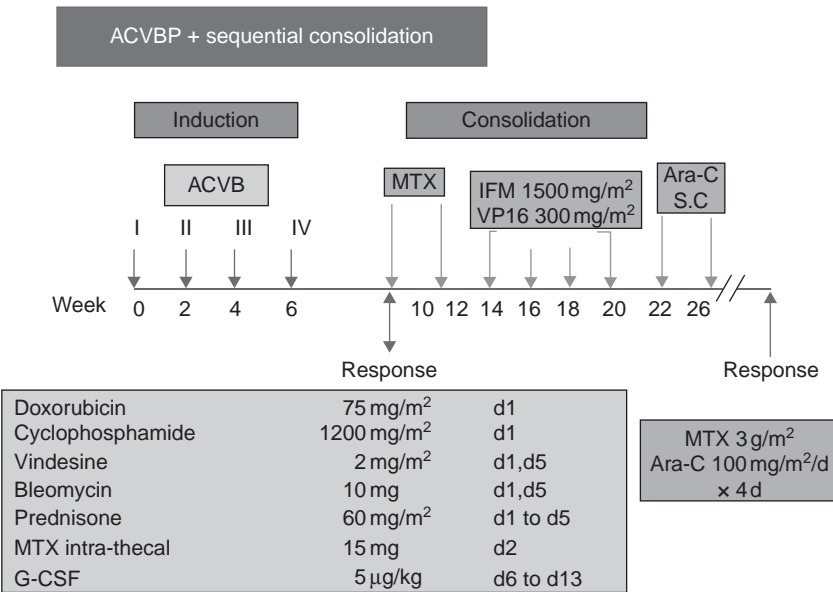 ACVBP + sequential consolidation
Induction Consolidation
ACVB MTX IFM 1500 mg/m² VP16 300 mg/m² Ara-C S.C
I II III IV
Week 0 2 4 6 10 12 14 16 18 20 22 26
Response Response
Doxorubicin 75 mg/m² d1
Cyclophosphamide 1200 mg/m² d1
Vindesine 2 mg/m² d1,d5
Bleomycin 10 mg d1,d5
Prednisone 60 mg/m² d1 to d5
MTX intra-thecal 15 mg d2
G-CSF 5 μg/kg d6 to d13
MTX 3 g/m²
Ara-C 100 mg/m²/d
× 4 d